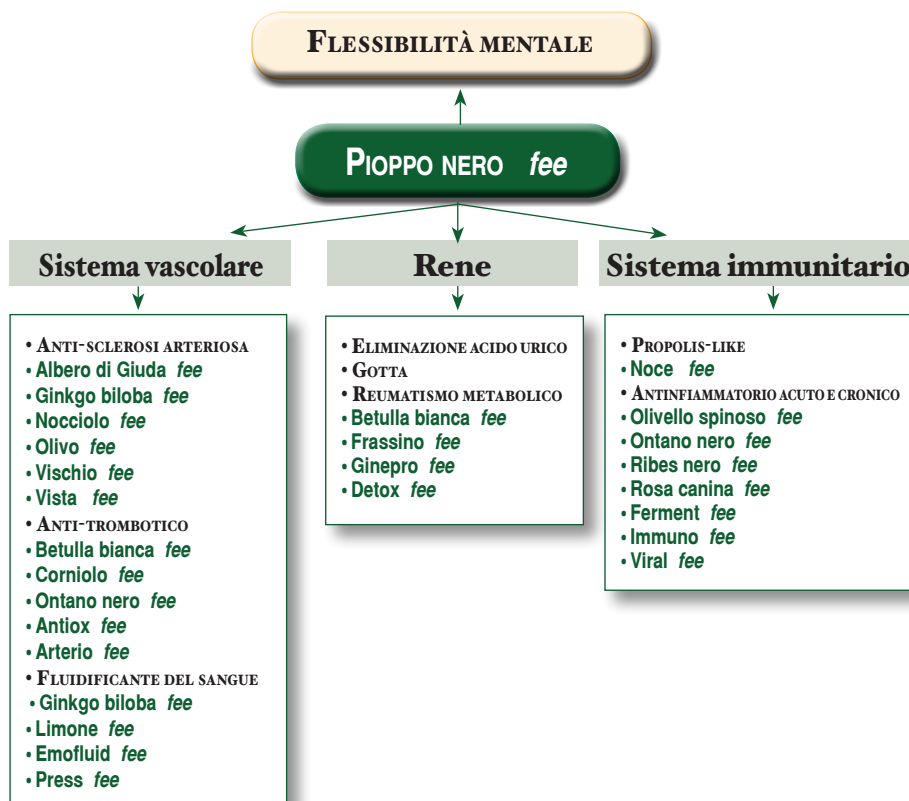 FLESSIBILITÀ MENTALE
PIOPPO NERO fee
Sistema vascolare
• ANTI-SCLEROSI ARTERIOSA
• Albero di Giuda fee
• Ginkgo biloba fee
• Nocciolo fee
• Olivo fee
• Vischio fee
• Vista fee
• ANTI-TROMBOTICO
• Betulla bianca fee
• Corniolo fee
• Ontano nero fee
• Antiox fee
• Arterio fee
• FLUIDIFICANTE DEL SANGUE
• Ginkgo biloba fee
• Limone fee
• Emofluid fee
• Press fee
Rene
• ELIMINAZIONE ACIDO URICO
• GOTTA
• REUMATISMO METABOLICO
• Betulla bianca fee
• Frassino fee
• Ginepro fee
• Detox fee
Sistema immunitario
• PROPOLIS-LIKE
• Noce fee
• ANTINFIAMMATORIO ACUTO E CRONICO
• Olivello spinoso fee
• Ontano nero fee
• Ribes nero fee
• Rosa canina fee
• Ferment fee
• Immuno fee
• Viral fee